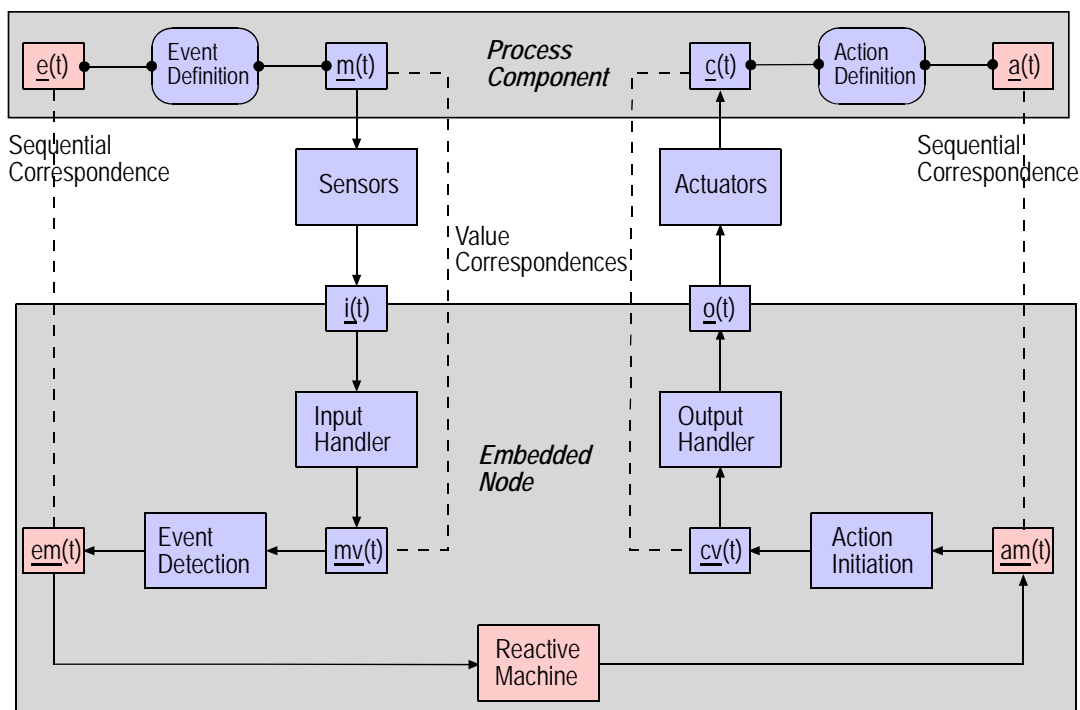 e(t)
Event
Definition
m(t)
Process
Component
c(t)
Action
Definition
a(t)
Sequential
Correspondence
Sensors
Actuators
Sequential
Correspondence
Value
Correspondences
i(t)
o(t)
Input
Handler
Output
Handler
Embedded
Node
em(t)
Event
Detection
mv(t)
cv(t)
Action
Initiation
am(t)
Reactive
Machine